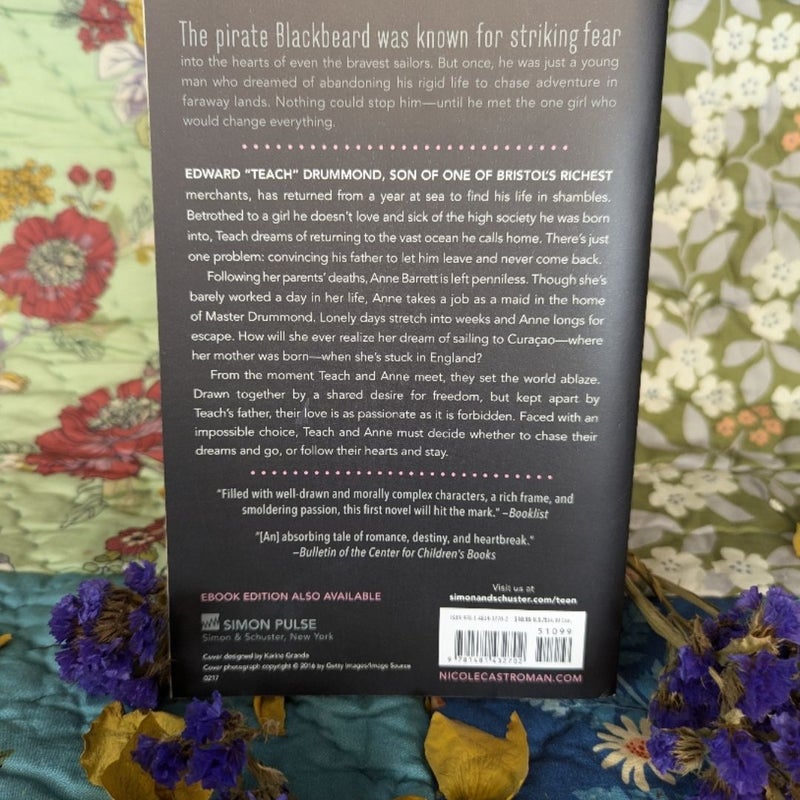 The pirate Blackbeard was known for striking fear
into the hearts of even the bravest sailors. But once, he was just a young
man who dreamed of abandoning his rigid life to chase adventure in
faraway lands. Nothing could stop him—until he met the one girl who
would change everything.
EDWARD "TEACH" DRUMMOND, SON OF ONE OF BRISTOL'S RICHEST
merchants, has returned from a year at sea to find his life in shambles.
Betrothed to a girl he doesn't love and sick of the high society he was born
into, Teach dreams of returning to the vast ocean he calls home. There's just
one problem: convincing his father to let him leave and never come back.
Following her parents' deaths, Anne Barrett is left penniless. Though she's
barely worked a day in her life, Anne takes a job as a maid in the home
of Master Drummond. Lonely days stretch into weeks and Anne longs for
escape. How will she ever realize her dream of sailing to Curaçao—where
her mother was born—when she's stuck in England?
From the moment Teach and Anne meet, they set the world ablaze.
Drawn together by a shared desire for freedom, but kept apart by
Teach's father, their love is as passionate as it is forbidden. Faced with an
impossible choice, Teach and Anne must decide whether to chase their
dreams and go, or follow their hearts and stay.
"Filled with well-drawn and morally complex characters, a rich frame, and
smoldering passion, this first novel will hit the mark." –Booklist
"[An] absorbing tale of romance, destiny, and heartbreak."
–Bulletin of the Center for Children's Books
EBOOK EDITION ALSO AVAILABLE
Visit us at
simonandschuster.com/teen
SIMON PULSE
Simon & Schuster, New York
Cover designed by Karina Granda
Cover photograph copyright © 2016 by Getty Images/Image Source
0217
ISBN 978-1-4814-3270-2
51099
9 781481 432702
NICOLECASTROMAN.COM